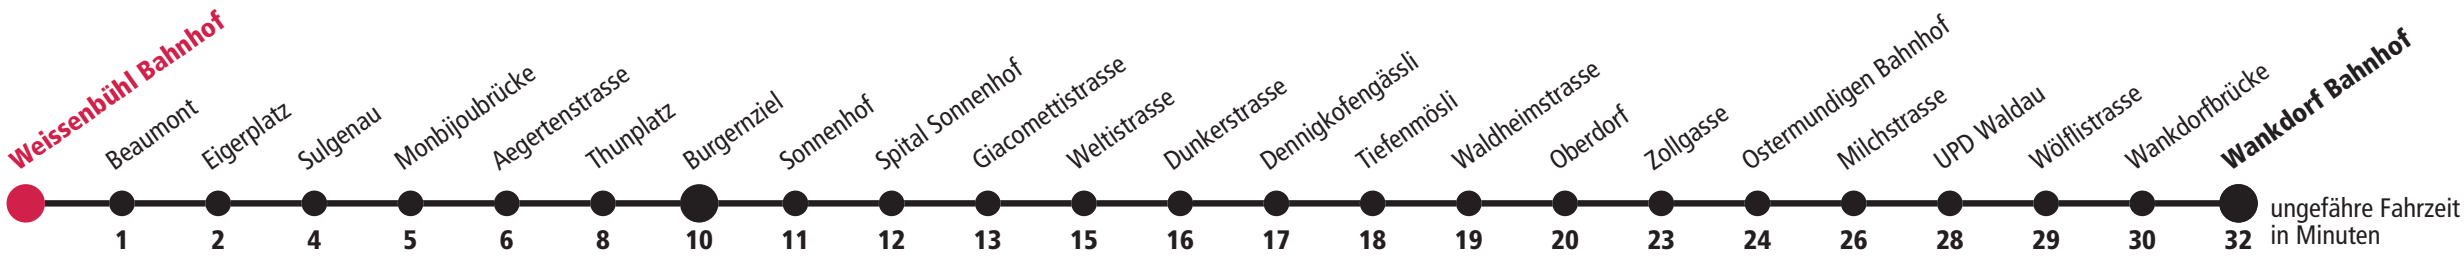 Weissenbühl Bahnhof
Beaumont
Eigerplatz
Sulgenau
Monbijoubrücke
Aegertenstrasse
Thunplatz
Burgernziel
Sonnenhof
Spital Sonnenhof
Giacomettistrasse
Weltistrasse
Dunkerstrasse
Dennigkofengässli
Tiefenmösli
Waldheimstrasse
Oberdorf
Zollgasse
Ostermundigen Bahnhof
Milchstrasse
UPD Waldau
Wölflistrasse
Wankdorfbrücke
Wankdorf Bahnhof
1 2 4 5 6 8 10 11 12 13 15 16 17 18 19 20 23 24 26 28 29 30 32
ungefähre Fahrzeit
in Minuten